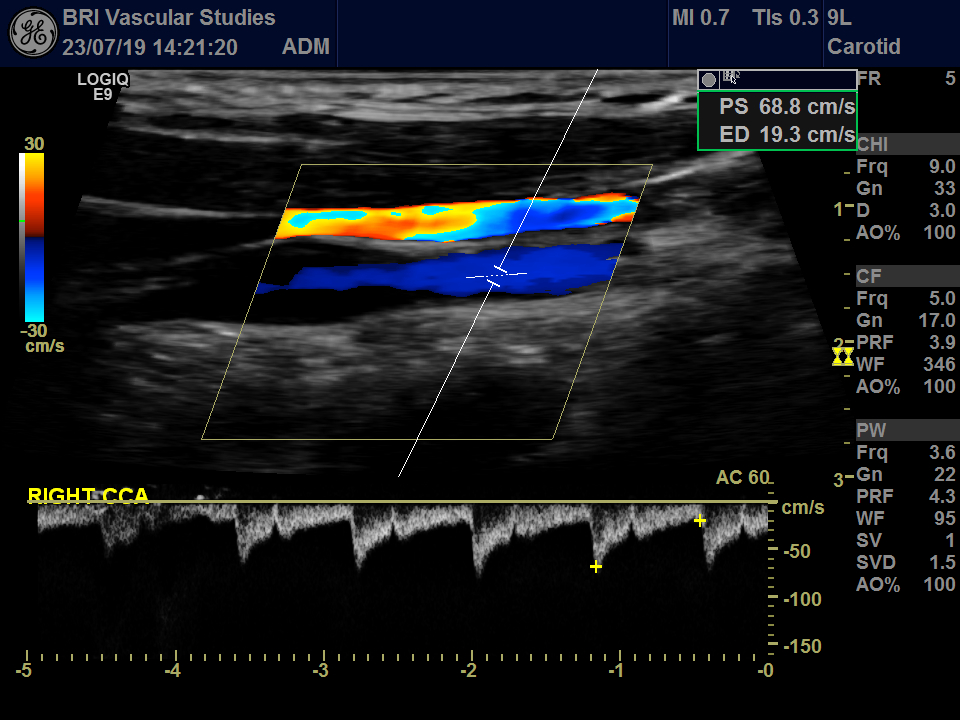 BRI Vascular Studies
23/07/19 14:21:20 ADM
MI 0.7 TIs 0.3
9L
Carotid
LOGIQ
E9
PS 68.8 cm/s
ED 19.3 cm/s
FR 5
CHI
Frq 9.0
Gn 33
D 3.0
AO% 100
CF
Frq 5.0
Gn 17.0
PRF 3.9
WF 346
AO% 100
PW
Frq 3.6
Gn 22
PRF 4.3
WF 95
SV 1
SVD 1.5
AO% 100
30
-30
cm/s
1
2
3
AC 60
RIGHT CCA
cm/s
-50
-100
-150
-5 -4 -3 -2 -1 -0